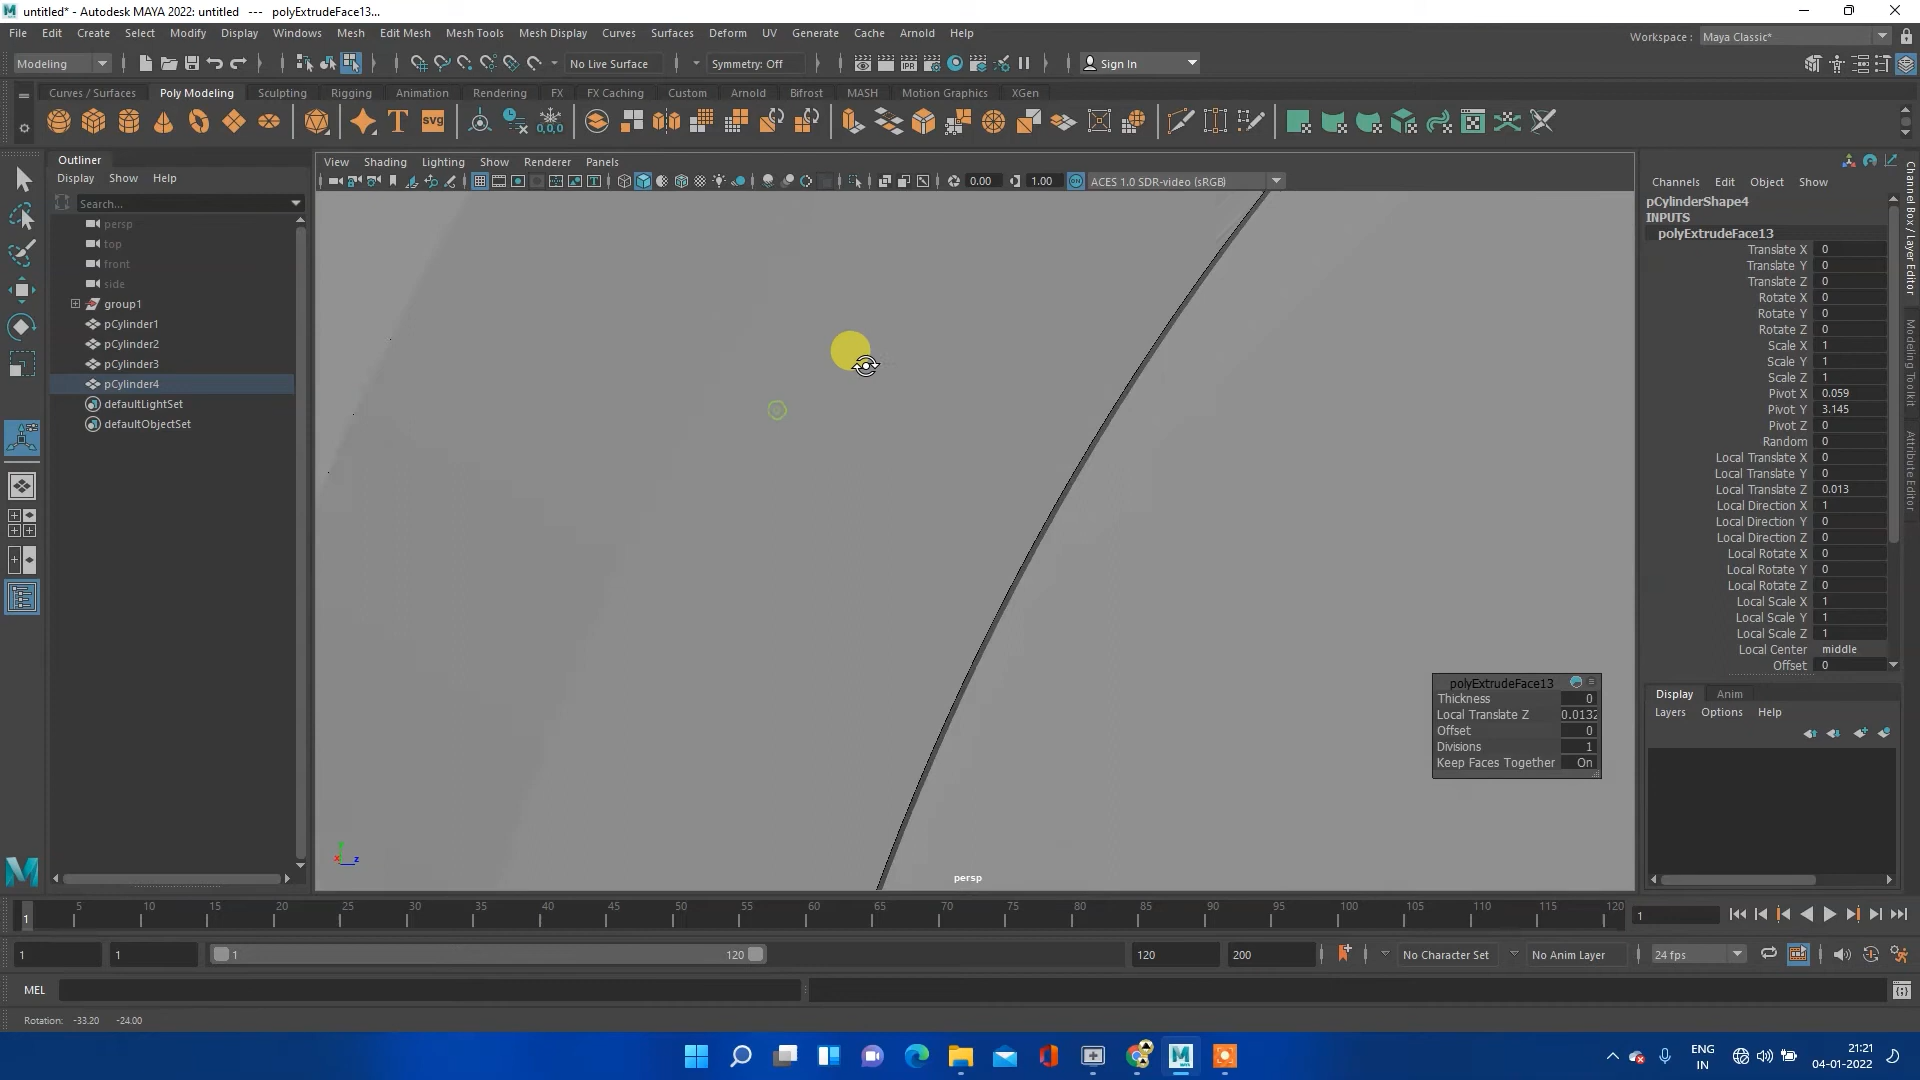 untitled* - Autodesk MAYA 2022: untitled --- polyExtrudeFace13...
File Edit Create Select Modify Display Windows Mesh Edit Mesh Mesh Tools Mesh Display Curves Surfaces Deform UV Generate Cache Arnold Help
Workspace : Maya Classic*
Modeling No Live Surface Symmetry: Off Sign In
Curves / Surfaces Poly Modeling Sculpting Rigging Animation Rendering FX FX Caching Custom Arnold Bifrost MASH Motion Graphics XGen
Outliner
Display Show Help
Search...
persp
top
front
side
group1
pCylinder1
pCylinder2
pCylinder3
pCylinder4
defaultLightSet
defaultObjectSet
View Shading Lighting Show Renderer Panels
0.00 1.00 ACES 1.0 SDR-video (sRGB)
persp
polyExtrudeFace13
Thickness 0
Local Translate Z 0.0132
Offset 0
Divisions 1
Keep Faces Together On
Channels Edit Object Show
pCylinderShape4
INPUTS
polyExtrudeFace13
Translate X 0
Translate Y 0
Translate Z 0
Rotate X 0
Rotate Y 0
Rotate Z 0
Scale X 1
Scale Y 1
Scale Z 1
Pivot X 0.059
Pivot Y 3.145
Pivot Z 0
Random 0
Local Translate X 0
Local Translate Y 0
Local Translate Z 0.013
Local Direction X 1
Local Direction Y 0
Local Direction Z 0
Local Rotate X 0
Local Rotate Y 0
Local Rotate Z 0
Local Scale X 1
Local Scale Y 1
Local Scale Z 1
Local Center middle
Offset 0
Display Anim
Layers Options Help
Channel Box / Layer Editor
Modeling Toolkit
Attribute Editor
1 5 10 15 20 25 30 35 40 45 50 55 60 65 70 75 80 85 90 95 100 105 110 115 120 1
1 1 1 120 120 200 No Character Set No Anim Layer 24 fps
MEL
Rotation: -33.20 -24.00
ENG
IN
21:21
04-01-2022